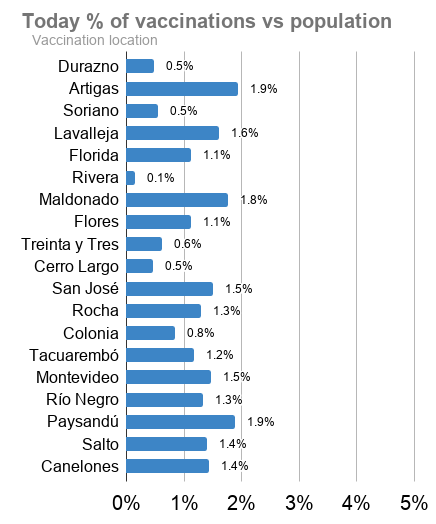 Today % of vaccinations vs population
Vaccination location
Durazno 0.5%
Artigas 1.9%
Soriano 0.5%
Lavalleja 1.6%
Florida 1.1%
Rivera 0.1%
Maldonado 1.8%
Flores 1.1%
Treinta y Tres 0.6%
Cerro Largo 0.5%
San José 1.5%
Rocha 1.3%
Colonia 0.8%
Tacuarembó 1.2%
Montevideo 1.5%
Río Negro 1.3%
Paysandú 1.9%
Salto 1.4%
Canelones 1.4%
0% 1% 2% 3% 4% 5%